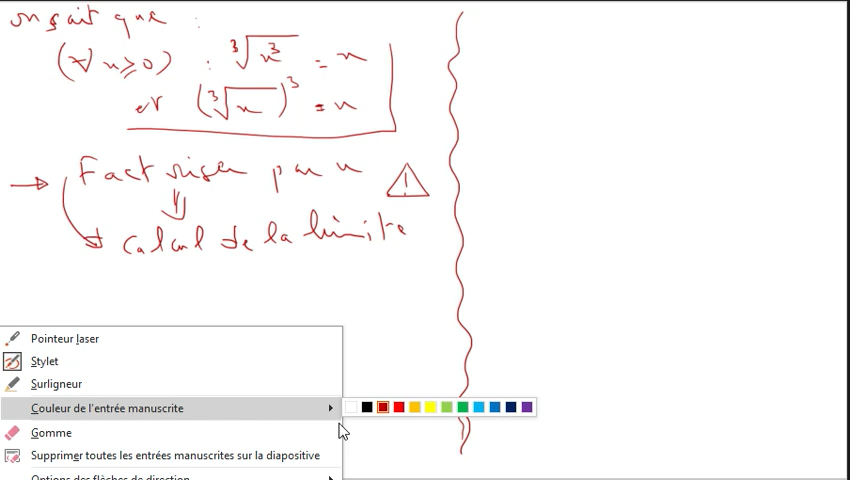 on sait que :
(∀ x ≥ 0) : ∛x³ = x
et (∛x)³ = x
→ Factoriser par x
calcul de la limite
Pointeur laser
Stylet
Surligneur
Couleur de l'entrée manuscrite
Gomme
Supprimer toutes les entrées manuscrites sur la diapositive
Options des flèches de direction